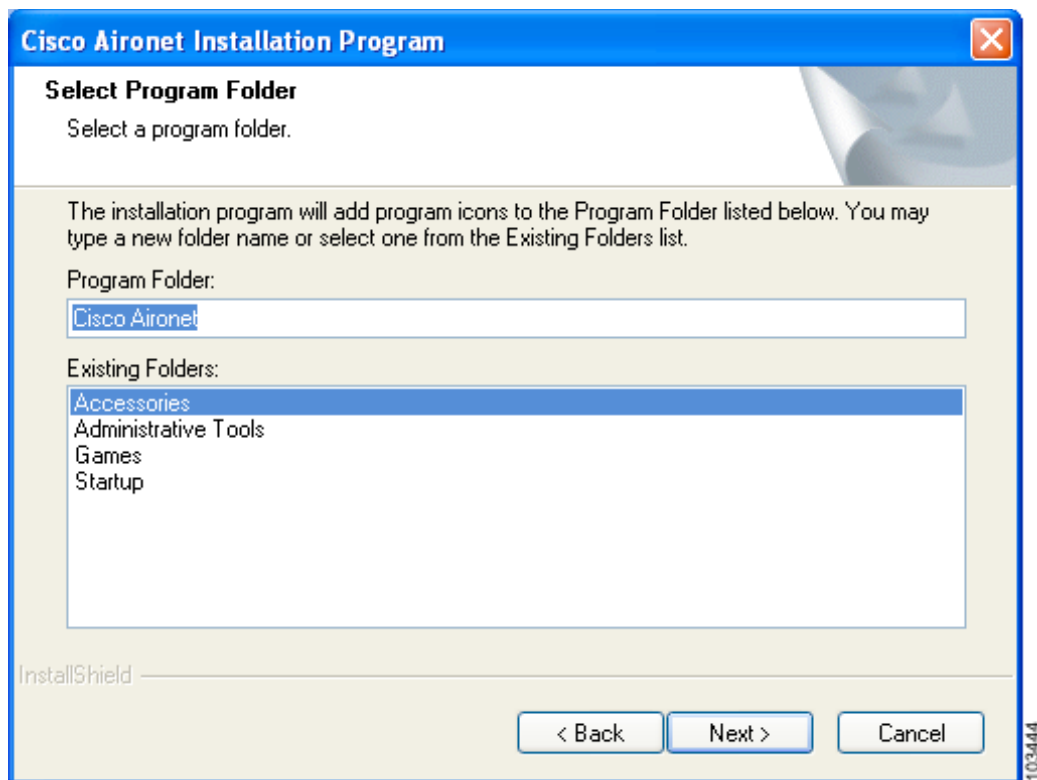 Cisco Aironet Installation Program
Select Program Folder
Select a program folder.
The installation program will add program icons to the Program Folder listed below. You may
type a new folder name or select one from the Existing Folders list.
Program Folder:
Cisco Aironet
Existing Folders:
Accessories
Administrative Tools
Games
Startup
InstallShield
< Back
Next >
Cancel
103444